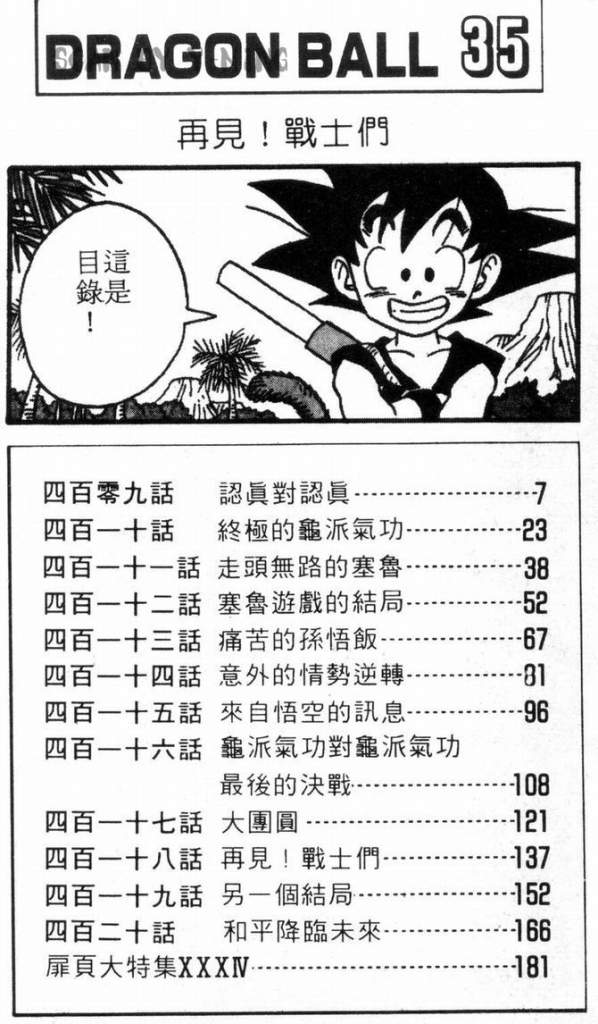 DRAGON BALL 35
再見！戰士們
這是
目錄！
四百零九話 認眞對認眞 7
四百一十話 終極的龜派氣功 23
四百一十一話 走頭無路的塞魯 38
四百一十二話 塞魯遊戲的結局 52
四百一十三話 痛苦的孫悟飯 67
四百一十四話 意外的情勢逆轉 81
四百一十五話 來自悟空的訊息 96
四百一十六話 龜派氣功對龜派氣功
最後的決戰 108
四百一十七話 大團圓 121
四百一十八話 再見！戰士們 137
四百一十九話 另一個結局 152
四百二十話 和平降臨未來 166
扉頁大特集XXXIV 181